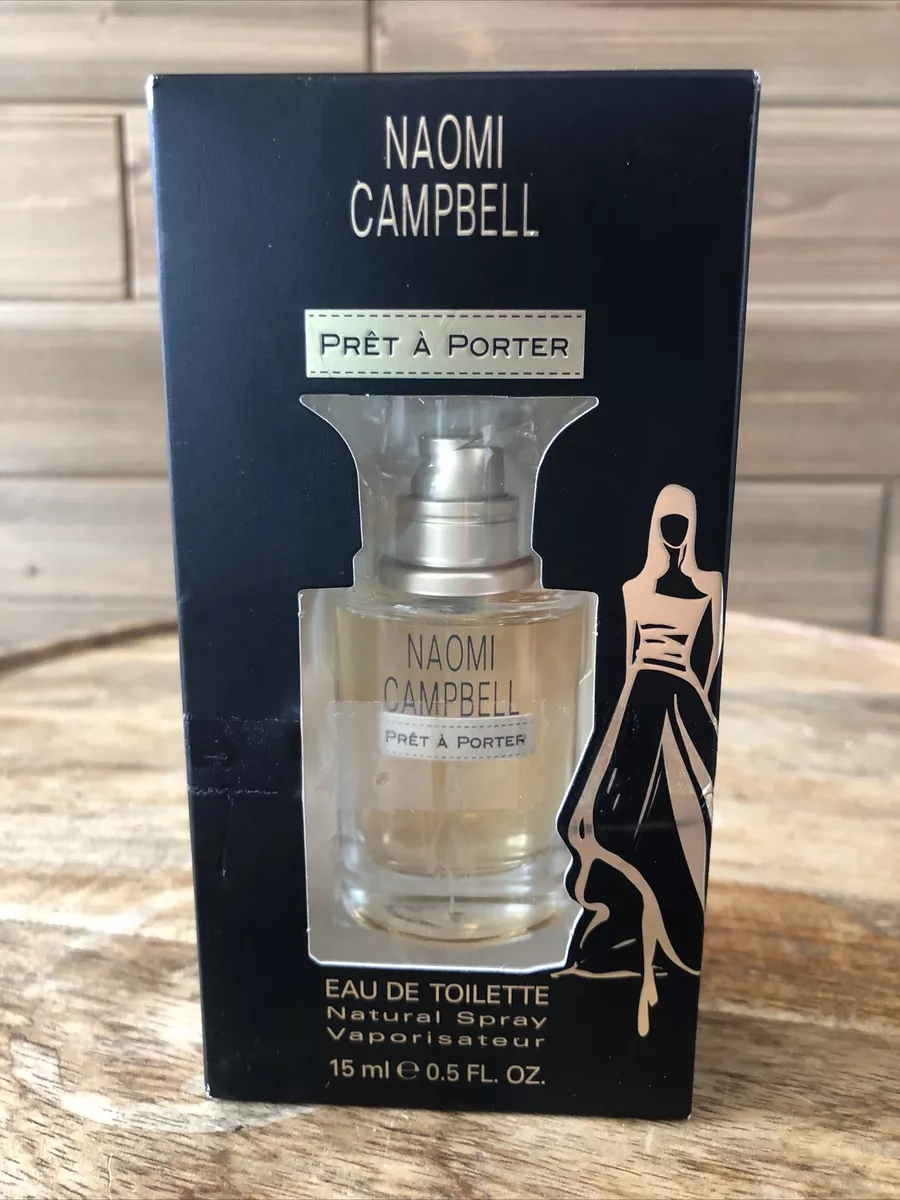 NAOMI
CAMPBELL
PRÊT À PORTER
NAOMI
CAMPBELL
PRÊT À PORTER
EAU DE TOILETTE
Natural Spray
Vaporisateur
15 ml ℮ 0.5 FL. OZ.